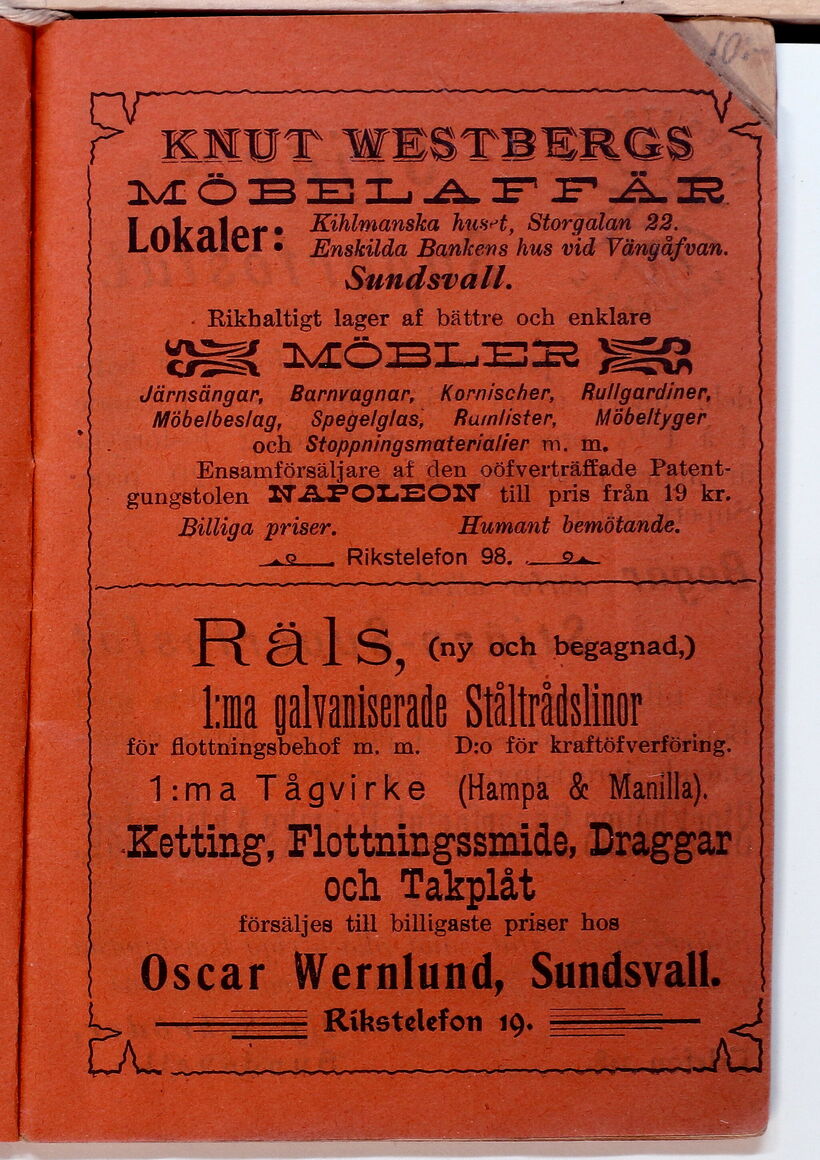 10:-
KNUT WESTBERGS
MÖBELAFFÄR
Lokaler: Kihlmanska huset, Storgatan 22.
Enskilda Bankens hus vid Vängåfvan.
Sundsvall.
Rikhaltigt lager af bättre och enklare
MÖBLER
Järnsängar, Barnvagnar, Kornischer, Rullgardiner,
Möbelbeslag, Spegelglas, Rumlister, Möbeltyger
och Stoppningsmaterialier m. m.
Ensamförsäljare af den oöfverträffade Patent-
gungstolen NAPOLEON till pris från 19 kr.
Billiga priser. Humant bemötande.
Rikstelefon 98.
Räls, (ny och begagnad,)
1:ma galvaniserade Ståltrådslinor
för flottningsbehof m. m. D:o för kraftöfverföring.
1:ma Tågvirke (Hampa & Manilla).
Ketting, Flottningssmide, Draggar
och Takplåt
försäljes till billigaste priser hos
Oscar Wernlund, Sundsvall.
Rikstelefon 19.